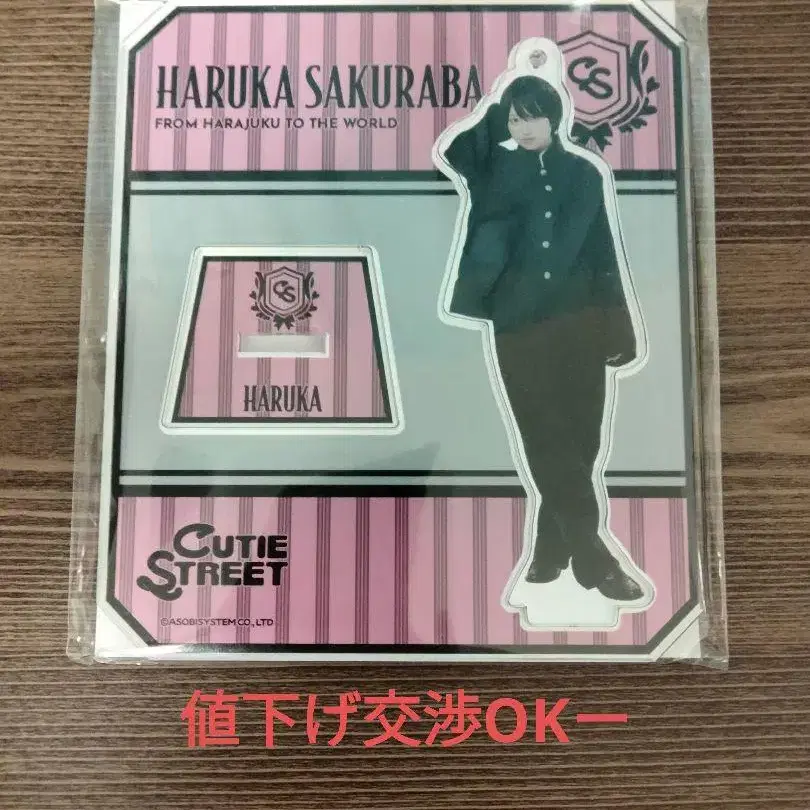 HARUKA SAKURABA
FROM HARAJUKU TO THE WORLD
CS
CS
HARUKA
CUTIE
STREET
©ASOBISYSTEM CO., LTD
値下げ交渉OKー